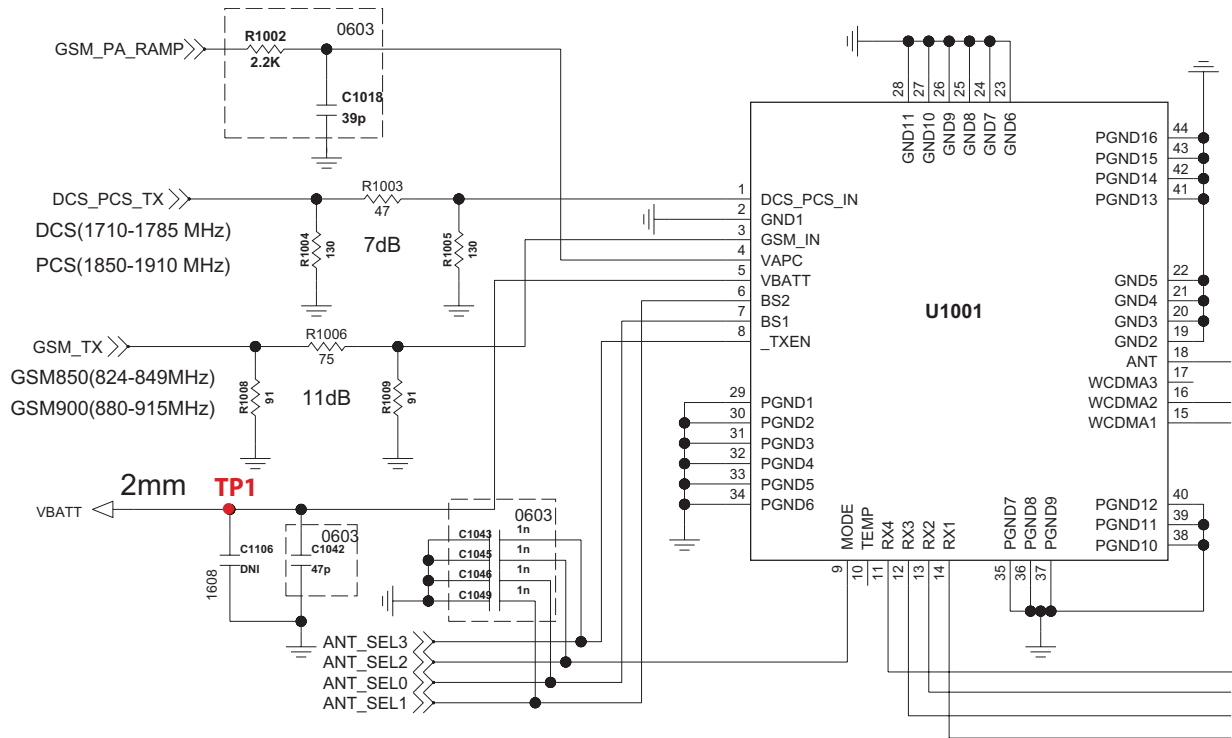 GSM_PA_RAMP
R1002
2.2K
0603
C1018
39p
DCS_PCS_TX
DCS(1710-1785 MHz)
PCS(1850-1910 MHz)
R1003
47
R1004
130
7dB
R1005
130
GSM_TX
GSM850(824-849MHz)
GSM900(880-915MHz)
R1006
75
R1008
91
11dB
R1009
91
VBATT
2mm
TP1
C1106
DNI
1608
0603
C1042
47p
0603
C1043
1n
C1045
1n
C1046
1n
C1049
1n
ANT_SEL3
ANT_SEL2
ANT_SEL0
ANT_SEL1
U1001
28
27
26
25
24
23
GND11
GND10
GND9
GND8
GND7
GND6
1
DCS_PCS_IN
2
GND1
3
GSM_IN
4
VAPC
5
VBATT
6
BS2
7
BS1
8
_TXEN
29
PGND1
30
PGND2
31
PGND3
32
PGND4
33
PGND5
34
PGND6
PGND16
44
PGND15
43
PGND14
42
PGND13
41
GND5
22
GND4
21
GND3
20
GND2
19
ANT
18
WCDMA3
17
WCDMA2
16
WCDMA1
15
PGND12
40
PGND11
39
PGND10
38
MODE
TEMP
RX4
RX3
RX2
RX1
PGND7
PGND8
PGND9
9
10
11
12
13
14
35
36
37